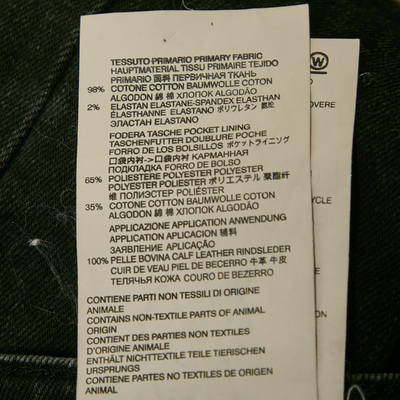 TESSUTO PRIMARIO PRIMARY FABRIC
HAUPTMATERIAL TISSU PRIMAIRE TEJIDO
PRIMARIO 面料 ПЕРВИЧНАЯ ТКАНЬ
98% COTONE COTTON BAUMWOLLE COTON
ALGODON 綿 棉 ХЛОПОК ALGODÃO
2% ELASTAN ELASTANE-SPANDEX ELASTHAN
ÉLASTHANNE ELASTANO ポリウレタン 氨纶
ЭЛАСТАН ELASTANO
FODERA TASCHE POCKET LINING
TASCHENFUTTER DOUBLURE POCHE
FORRO DE LOS BOLSILLOS ポケットライニング
口袋内衬->口袋内衬 КАРМАННАЯ
ПОДКЛАДКА FORRO DE BOLSO
65% POLIESTERE POLYESTER POLYESTER
POLYESTER POLIESTER ポリエステル 聚酯纤
维 ПОЛИЭСТЕР POLIÉSTER
35% COTONE COTTON BAUMWOLLE COTON
ALGODON 綿 棉 ХЛОПОК ALGODÃO
APPLICAZIONE APPLICATION ANWENDUNG
APPLICATION APLICACION 辅料
ЗАЯВЛЕНИЕ APLICAÇÃO
100% PELLE BOVINA CALF LEATHER RINDSLEDER
CUIR DE VEAU PIEL DE BECERRO 牛革 牛皮
ТЕЛЯЧЬЯ КОЖА COURO DE BEZERRO
CONTIENE PARTI NON TESSILI DI ORIGINE
ANIMALE
CONTAINS NON-TEXTILE PARTS OF ANIMAL
ORIGIN
CONTIENT DES PARTIES NON TEXTILES
D'ORIGINE ANIMALE
ENTHÄLT NICHTTEXTILE TEILE TIERISCHEN
URSPRUNGS
CONTIENE PARTES NO TEXTILES DE ORIGEN
ANIMAL
W
OVERE
YCLE